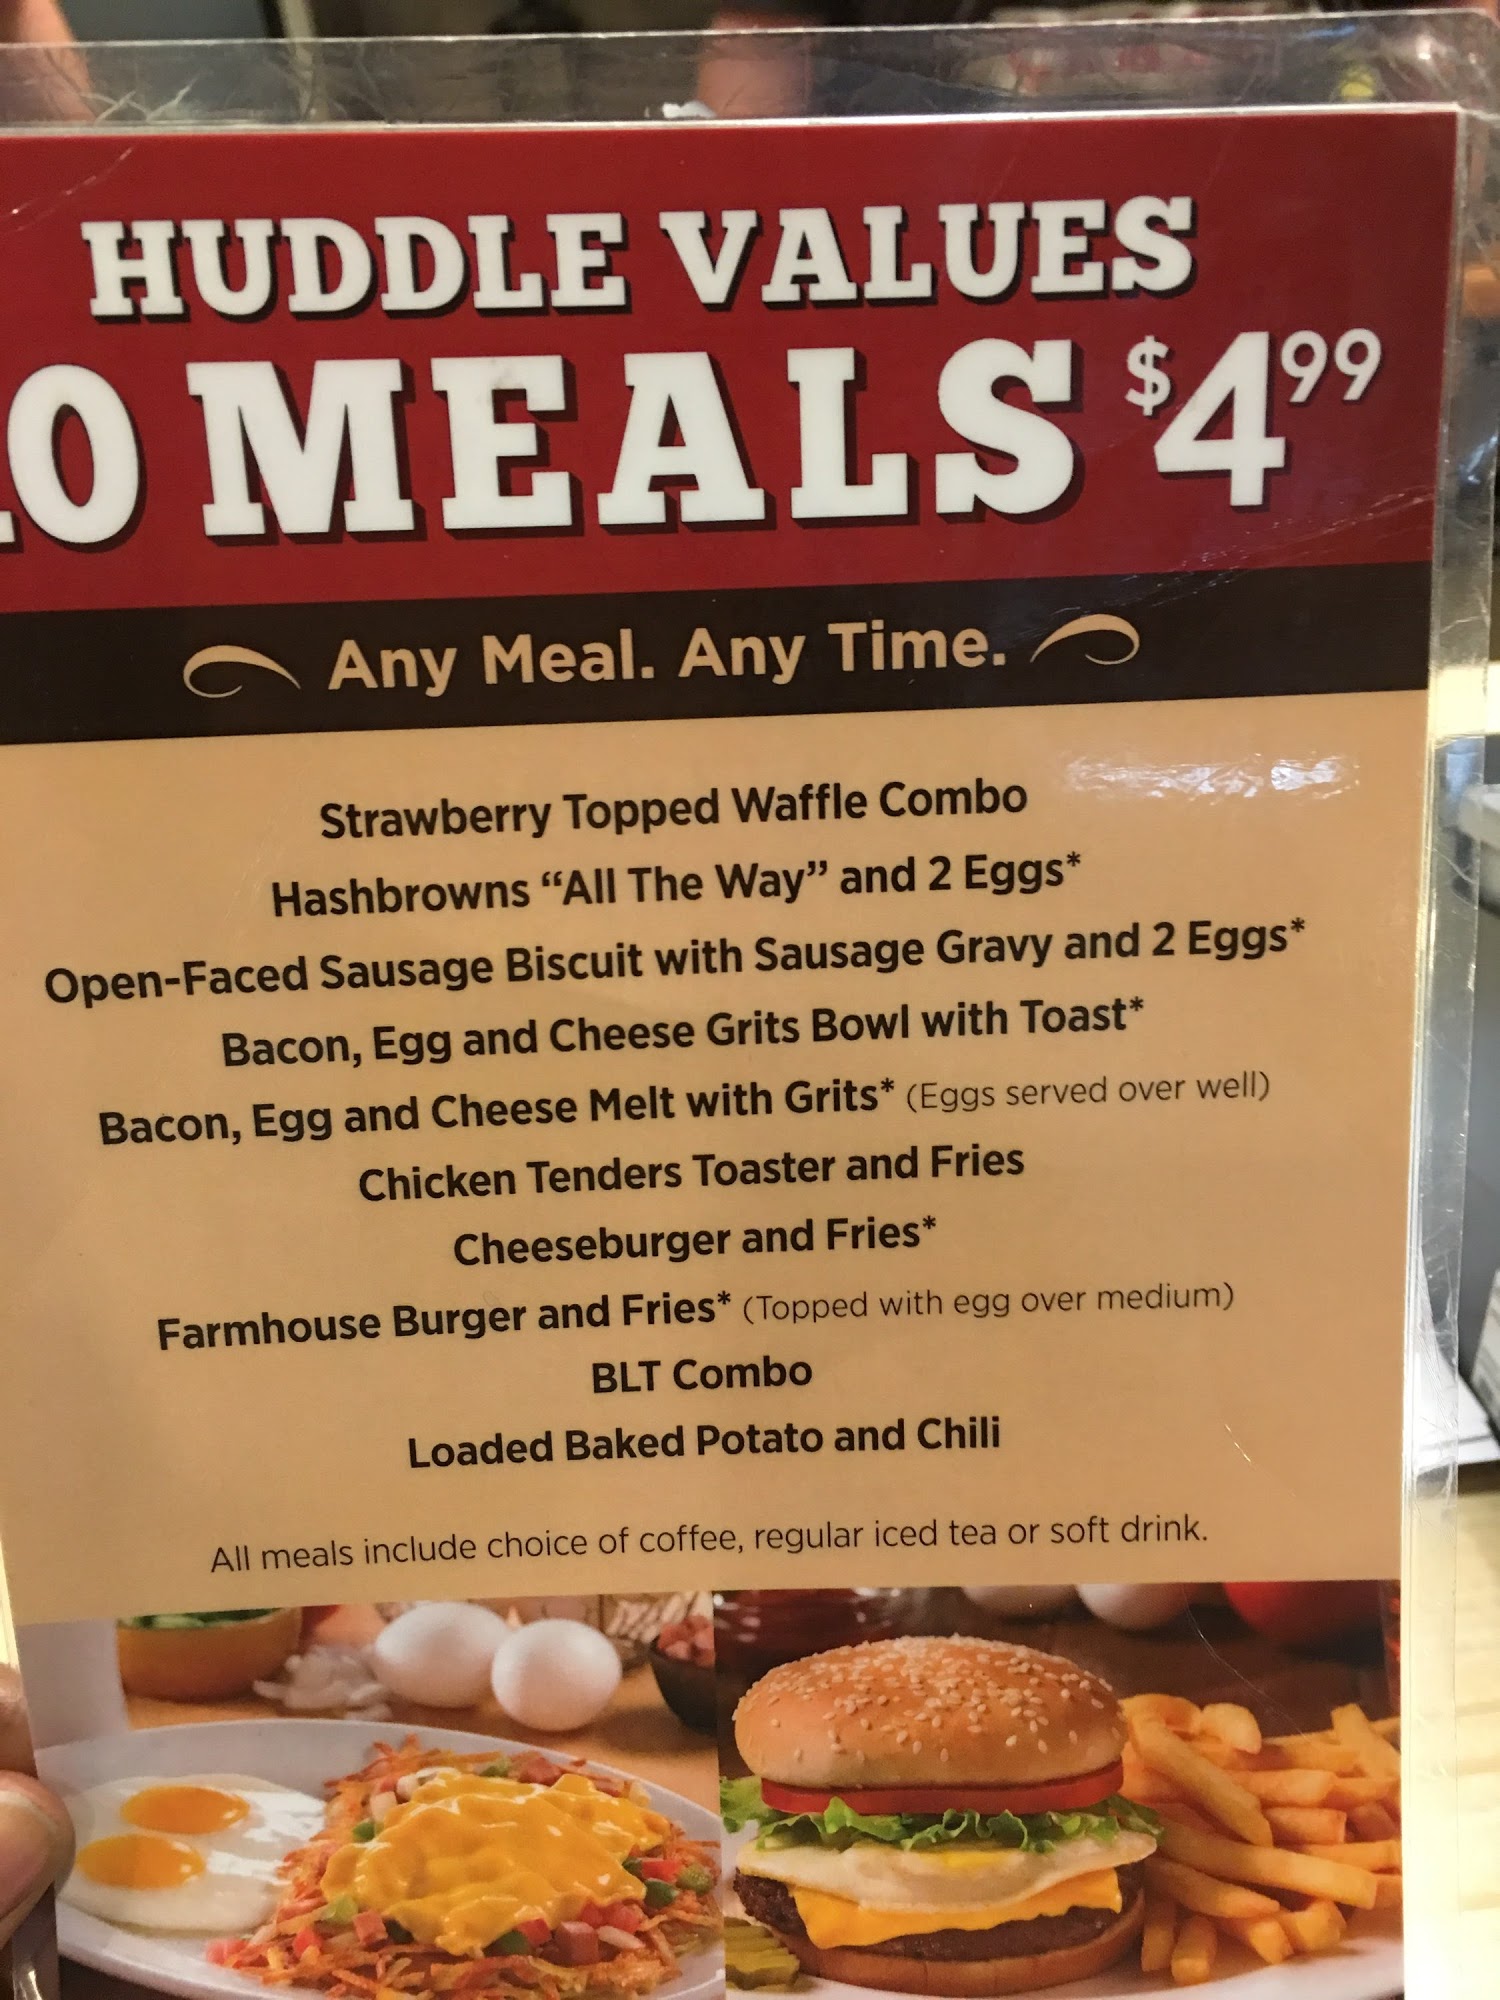 HUDDLE VALUES
10 MEALS $4.99
Any Meal. Any Time.
Strawberry Topped Waffle Combo
Hashbrowns “All The Way” and 2 Eggs*
Open-Faced Sausage Biscuit with Sausage Gravy and 2 Eggs*
Bacon, Egg and Cheese Grits Bowl with Toast*
Bacon, Egg and Cheese Melt with Grits* (Eggs served over well)
Chicken Tenders Toaster and Fries
Cheeseburger and Fries*
Farmhouse Burger and Fries* (Topped with egg over medium)
BLT Combo
Loaded Baked Potato and Chili
All meals include choice of coffee, regular iced tea or soft drink.